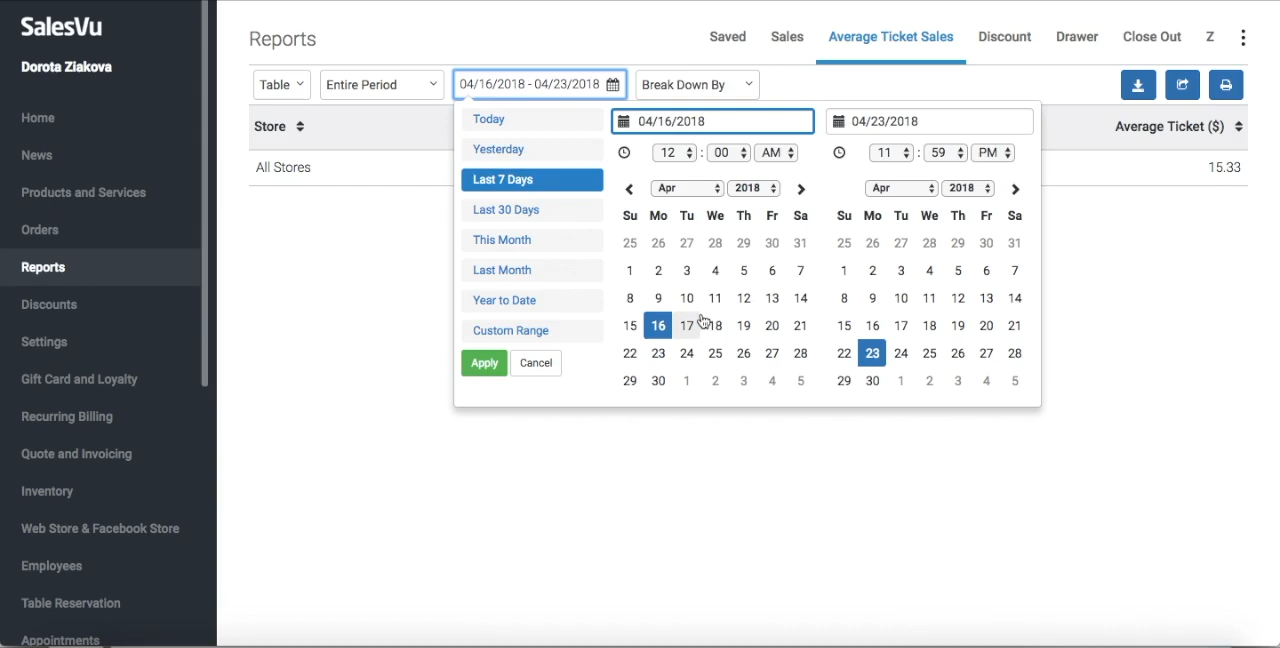 SalesVu
Dorota Ziakova
Home
News
Products and Services
Orders
Reports
Discounts
Settings
Gift Card and Loyalty
Recurring Billing
Quote and Invoicing
Inventory
Web Store & Facebook Store
Employees
Table Reservation
Appointments
Reports
Saved Sales Average Ticket Sales Discount Drawer Close Out Z
Table Entire Period 04/16/2018 - 04/23/2018 Break Down By
Store Average Ticket ($)
All Stores 15.33
Today
Yesterday
Last 7 Days
Last 30 Days
This Month
Last Month
Year to Date
Custom Range
Apply Cancel
04/16/2018
12 : 00 AM
Apr 2018
Su Mo Tu We Th Fr Sa
25 26 27 28 29 30 31
1 2 3 4 5 6 7
8 9 10 11 12 13 14
15 16 17 18 19 20 21
22 23 24 25 26 27 28
29 30 1 2 3 4 5
04/23/2018
11 : 59 PM
Apr 2018
Su Mo Tu We Th Fr Sa
25 26 27 28 29 30 31
1 2 3 4 5 6 7
8 9 10 11 12 13 14
15 16 17 18 19 20 21
22 23 24 25 26 27 28
29 30 1 2 3 4 5